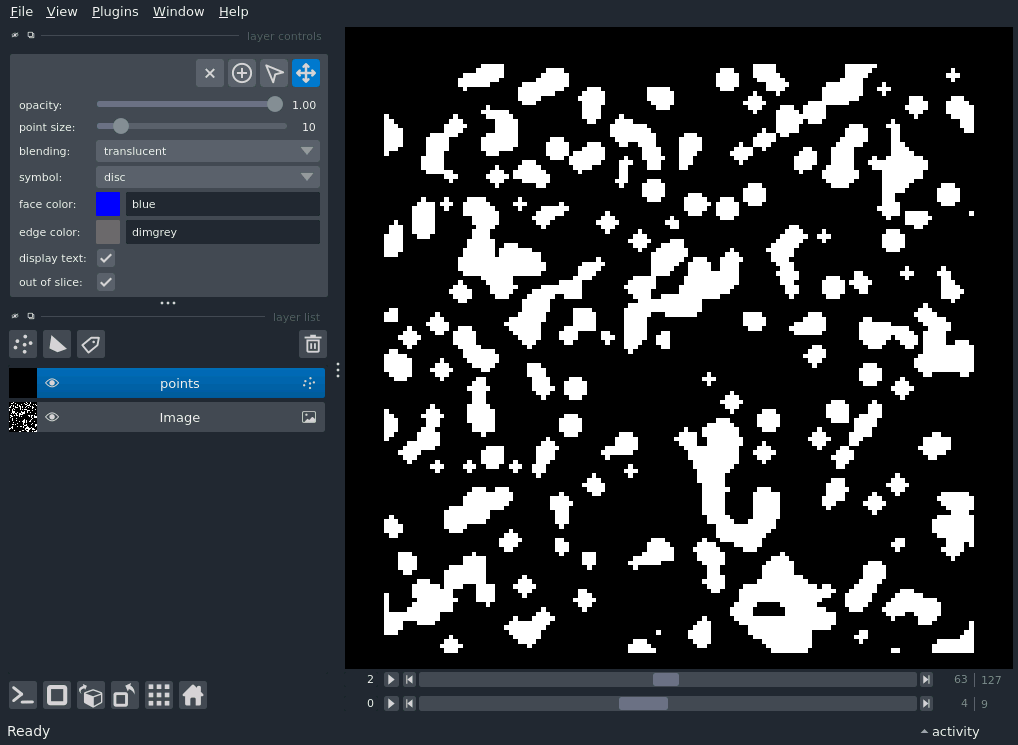 File View Plugins Window Help
layer controls
opacity: 1.00
point size: 10
blending: translucent
symbol: disc
face color: blue
edge color: dimgrey
display text:
out of slice:
layer list
points
Image
2 63 127
0 4 9
Ready activity